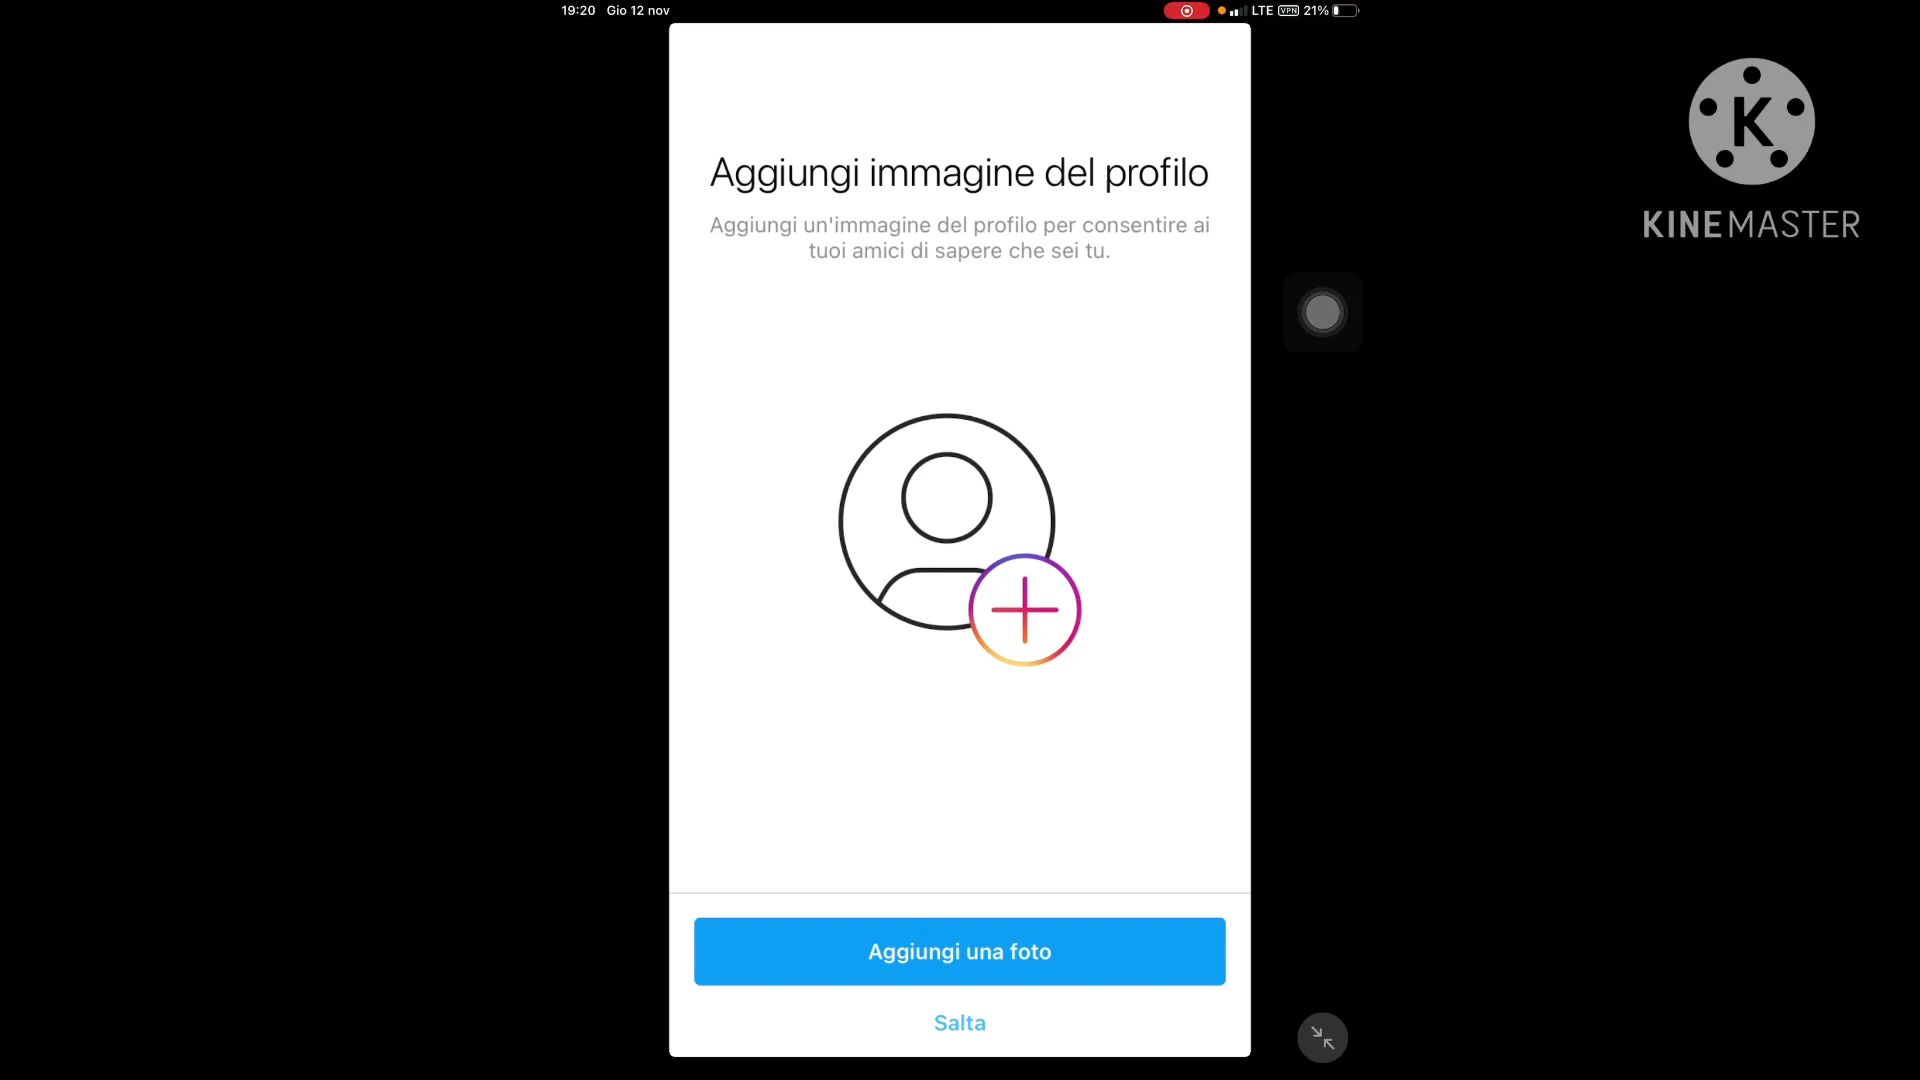 19:20 Gio 12 nov
LTE VPN 21%
K
KINEMASTER
Aggiungi immagine del profilo
Aggiungi un'immagine del profilo per consentire ai
tuoi amici di sapere che sei tu.
Aggiungi una foto
Salta